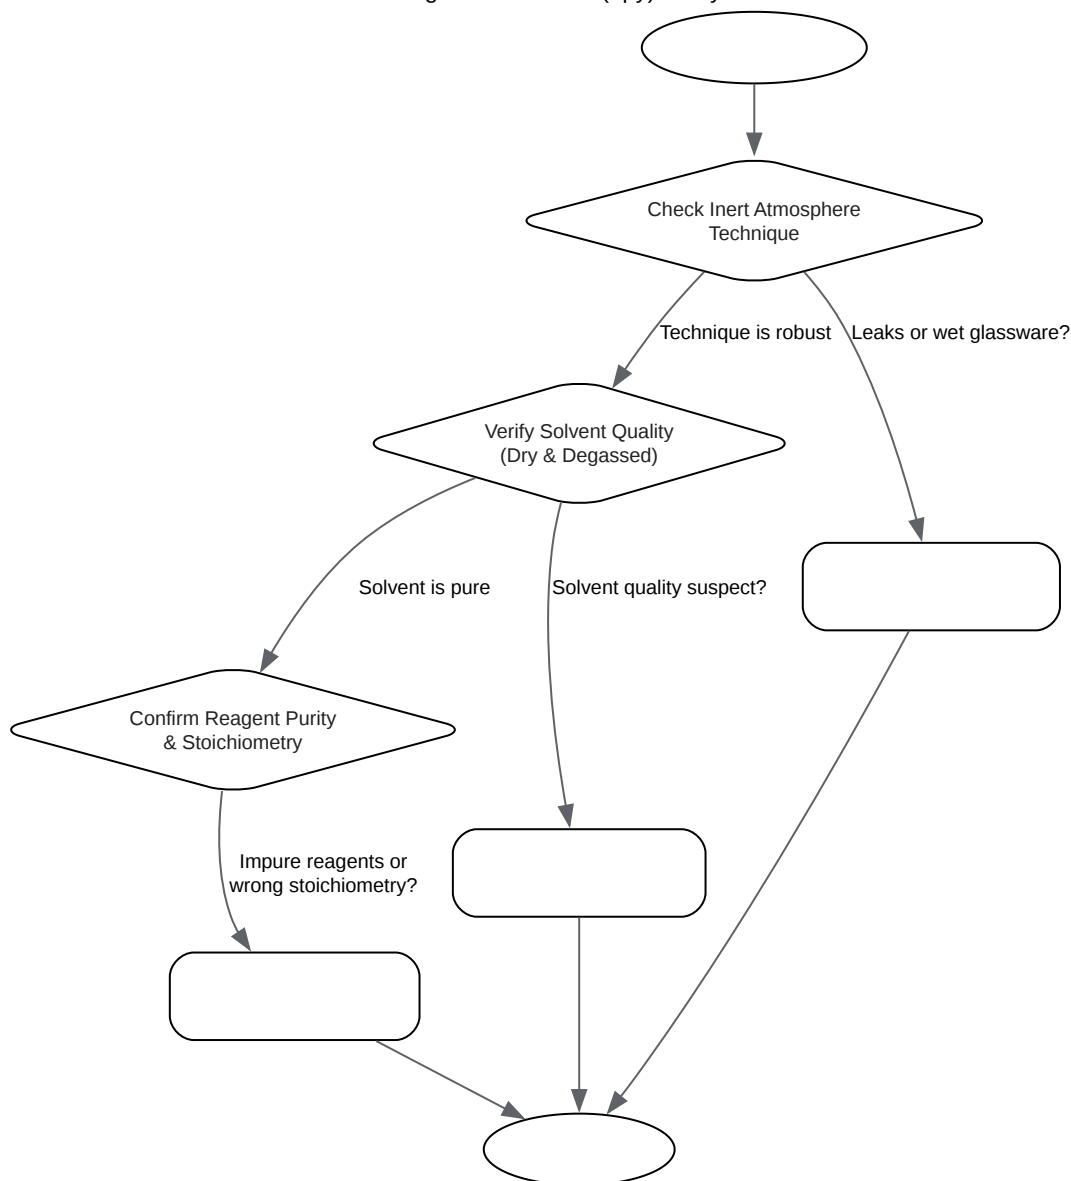 Check Inert Atmosphere
Technique
Technique is robust
Leaks or wet glassware?
Verify Solvent Quality
(Dry & Degassed)
Solvent is pure
Solvent quality suspect?
Confirm Reagent Purity
& Stoichiometry
Impure reagents or
wrong stoichiometry?